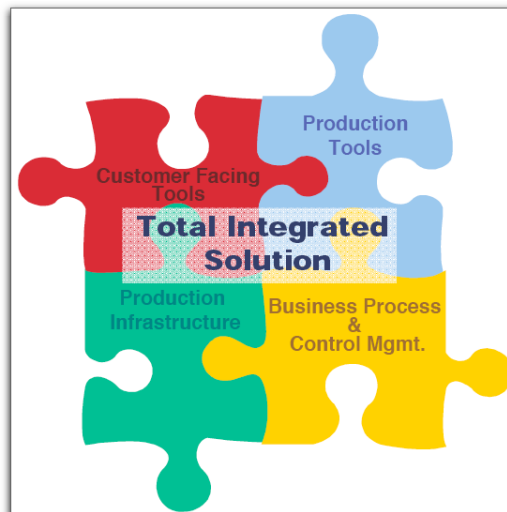 Production
Tools
Customer Facing
Tools
Total Integrated
Solution
Production
Infrastructure
Business Process
&
Control Mgmt.